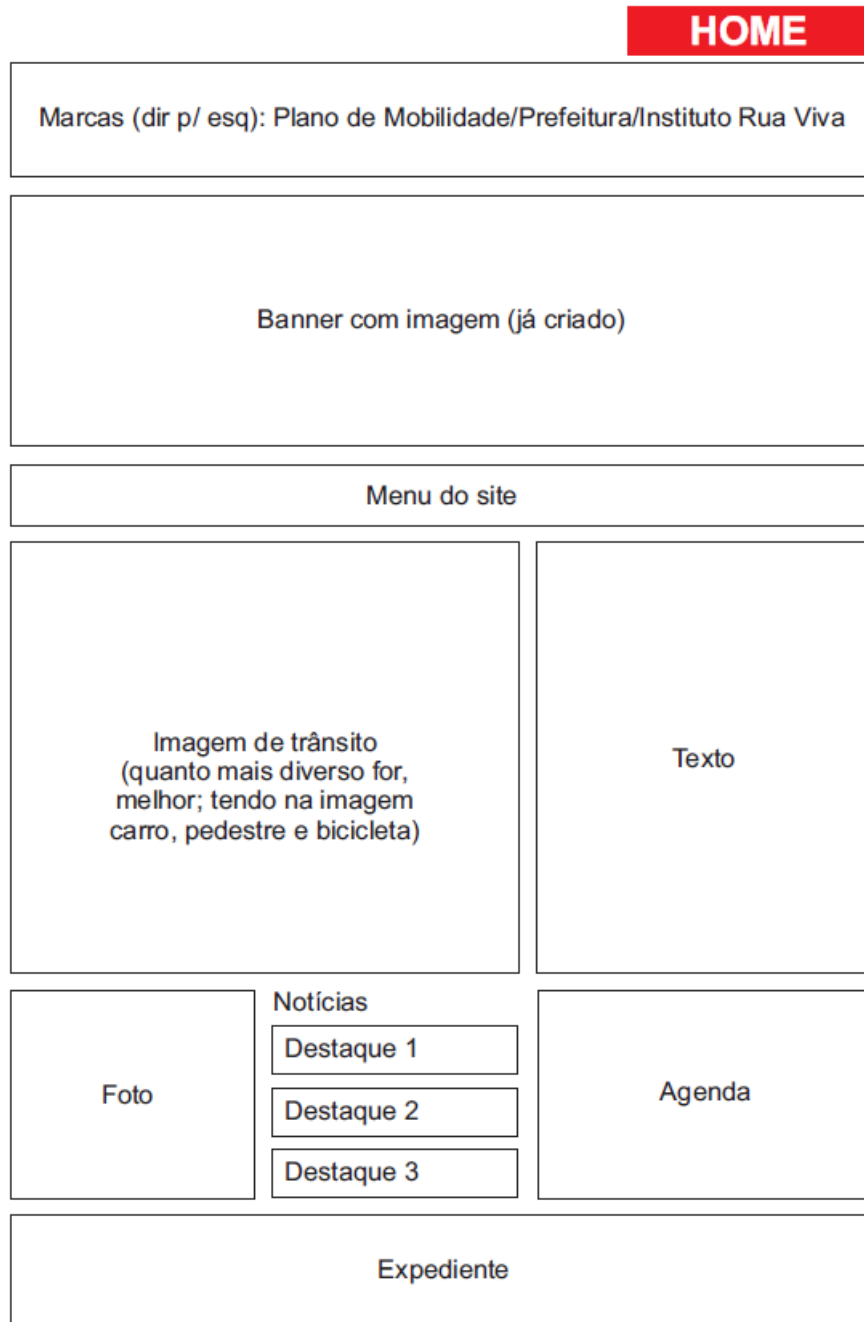 HOME
Marcas (dir p/ esq): Plano de Mobilidade/Prefeitura/Instituto Rua Viva
Banner com imagem (já criado)
Menu do site
Imagem de trânsito
(quanto mais diverso for,
melhor; tendo na imagem
carro, pedestre e bicicleta)
Texto
Foto
Notícias
Destaque 1
Destaque 2
Destaque 3
Agenda
Expediente